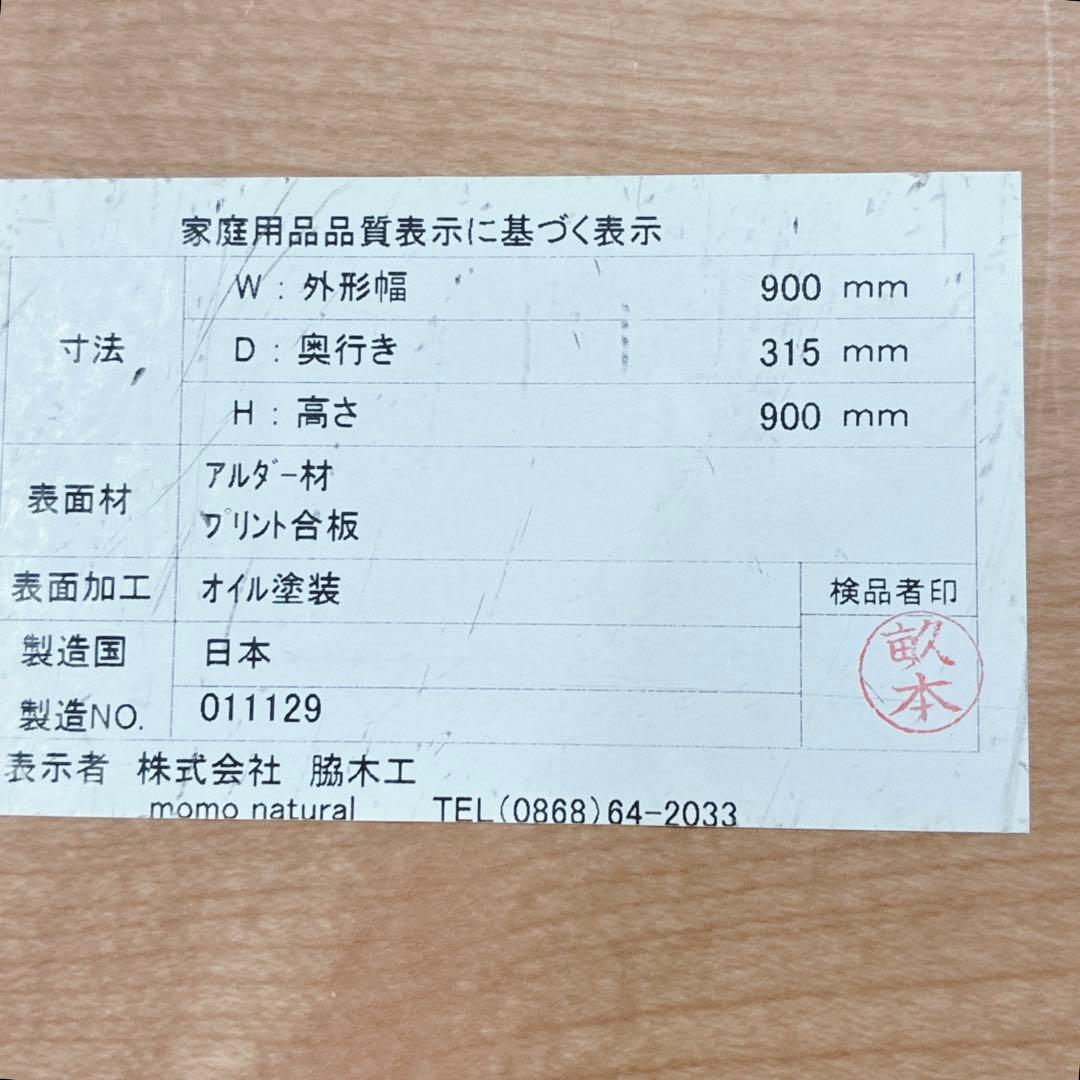 家庭用品品質表示に基づく表示
寸法
W：外形幅 900 mm
D：奥行き 315 mm
H：高さ 900 mm
表面材
ｱﾙﾀﾞｰ材
ﾌﾟﾘﾝﾄ合板
表面加工 ｵｲﾙ塗装
検品者印
畝本
製造国 日本
製造NO. 011129
表示者 株式会社 脇木工
momo natural TEL(0868)64-2033